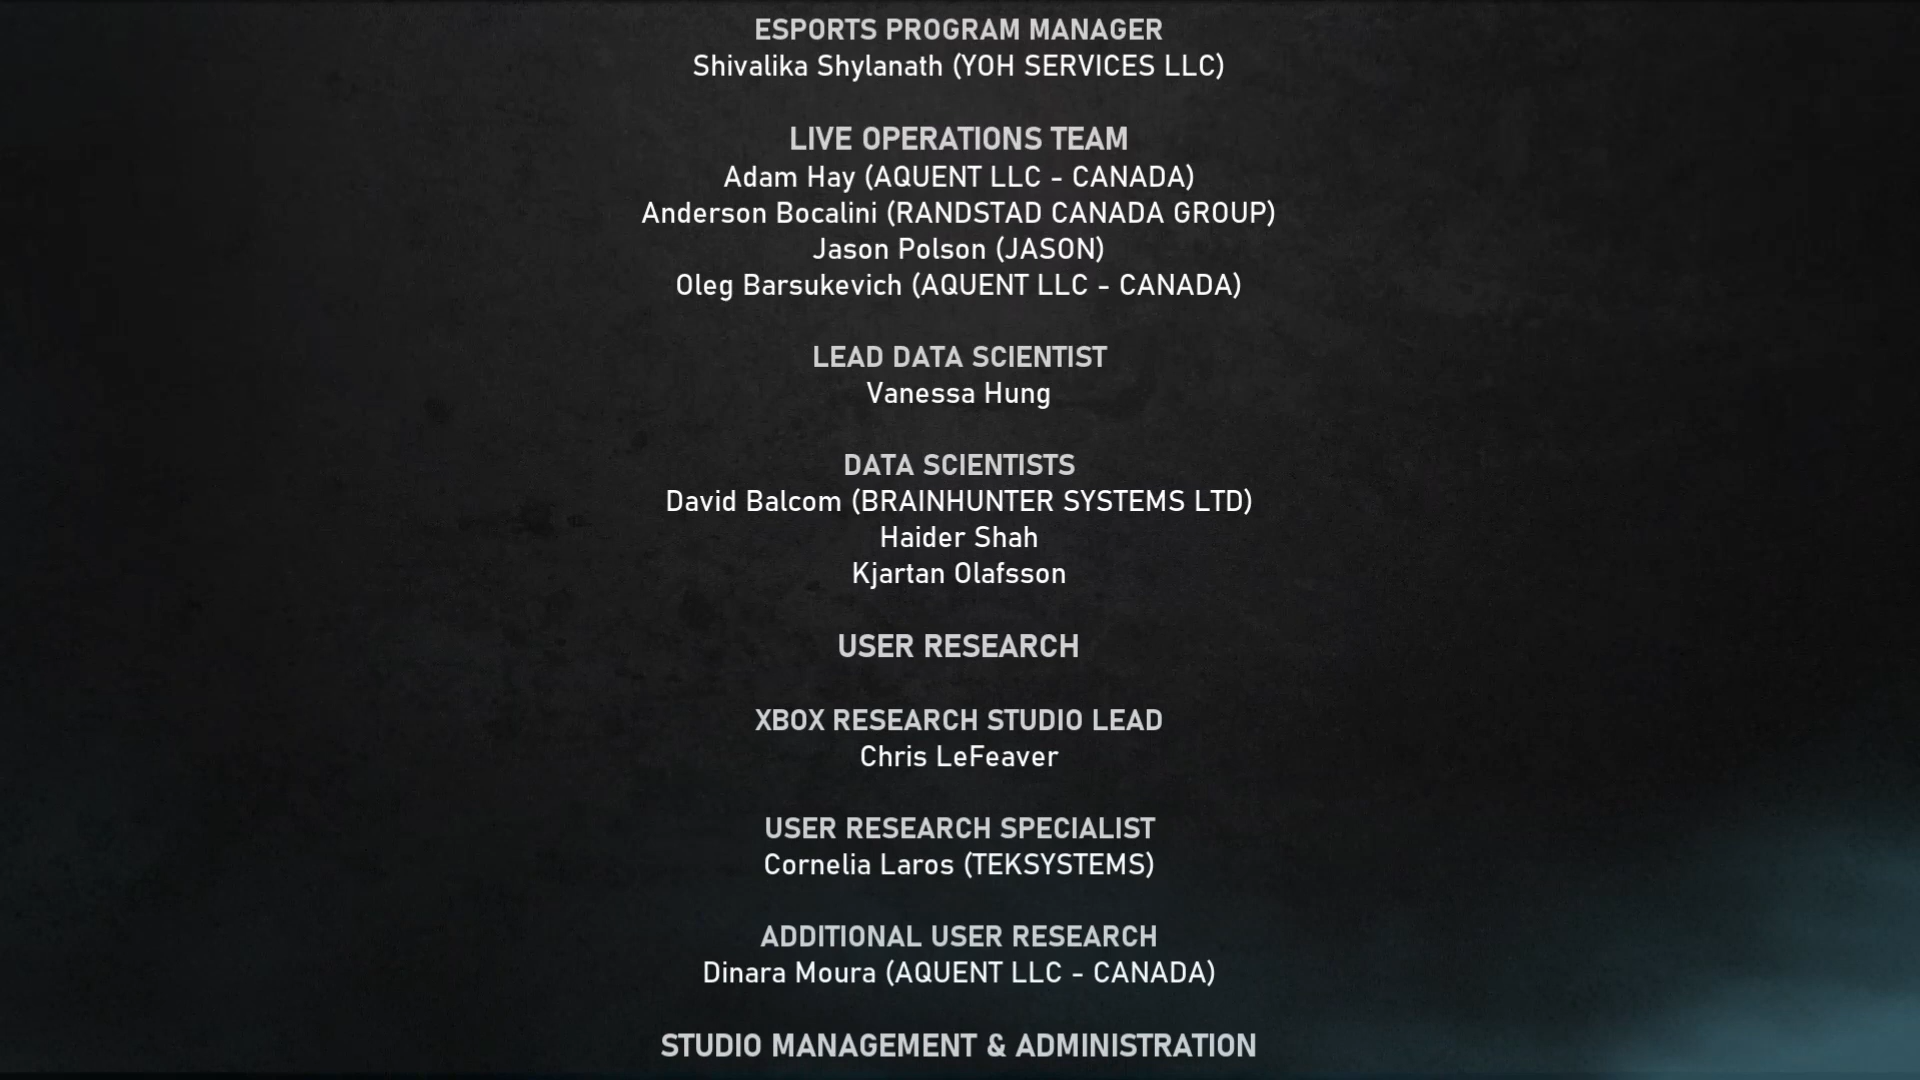 ESPORTS PROGRAM MANAGER
Shivalika Shylanath (YOH SERVICES LLC)
LIVE OPERATIONS TEAM
Adam Hay (AQUENT LLC - CANADA)
Anderson Bocalini (RANDSTAD CANADA GROUP)
Jason Polson (JASON)
Oleg Barsukevich (AQUENT LLC - CANADA)
LEAD DATA SCIENTIST
Vanessa Hung
DATA SCIENTISTS
David Balcom (BRAINHUNTER SYSTEMS LTD)
Haider Shah
Kjartan Olafsson
USER RESEARCH
XBOX RESEARCH STUDIO LEAD
Chris LeFeaver
USER RESEARCH SPECIALIST
Cornelia Laros (TEKSYSTEMS)
ADDITIONAL USER RESEARCH
Dinara Moura (AQUENT LLC - CANADA)
STUDIO MANAGEMENT & ADMINISTRATION